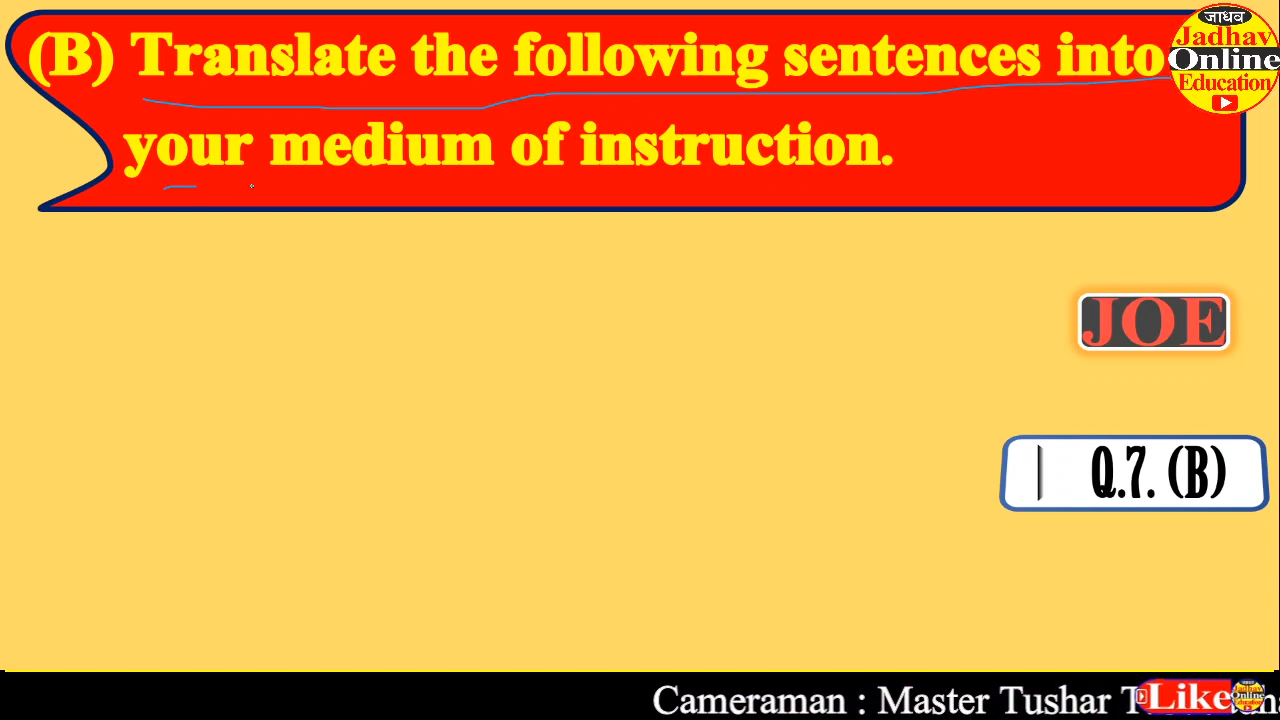 (B) Translate the following sentences into
your medium of instruction.
जाधव
Jadhav
Online
Education
JOE
Q.7. (B)
Cameraman : Master Tushar
Like